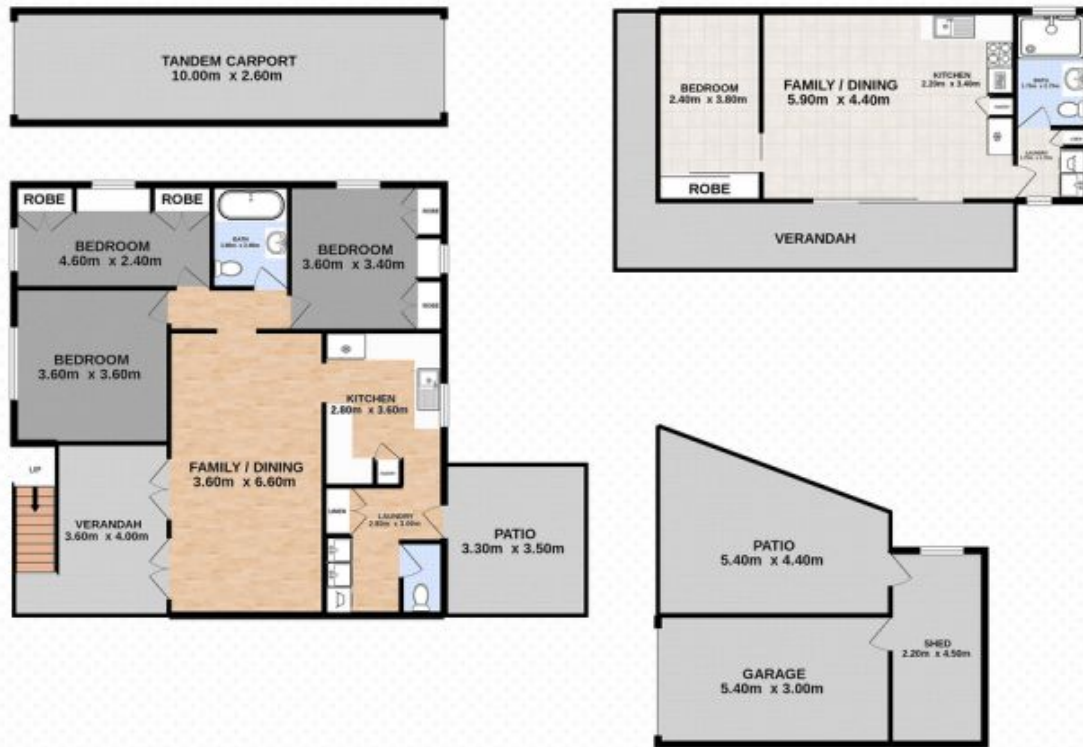 TANDEM CARPORT
10.00m x 2.60m
ROBE
ROBE
BEDROOM
4.60m x 2.40m
BATH
BEDROOM
3.60m x 3.40m
ROBE
ROBE
BEDROOM
3.60m x 3.60m
KITCHEN
2.80m x 3.60m
FAMILY / DINING
3.60m x 6.60m
UP
VERANDAH
3.60m x 4.00m
LINEN
LAUNDRY
PATIO
3.30m x 3.50m
BEDROOM
2.40m x 3.80m
FAMILY / DINING
5.90m x 4.40m
KITCHEN
2.20m x 3.40m
BATH
LAUNDRY
ROBE
VERANDAH
PATIO
5.40m x 4.40m
SHED
2.20m x 4.50m
GARAGE
5.40m x 3.00m